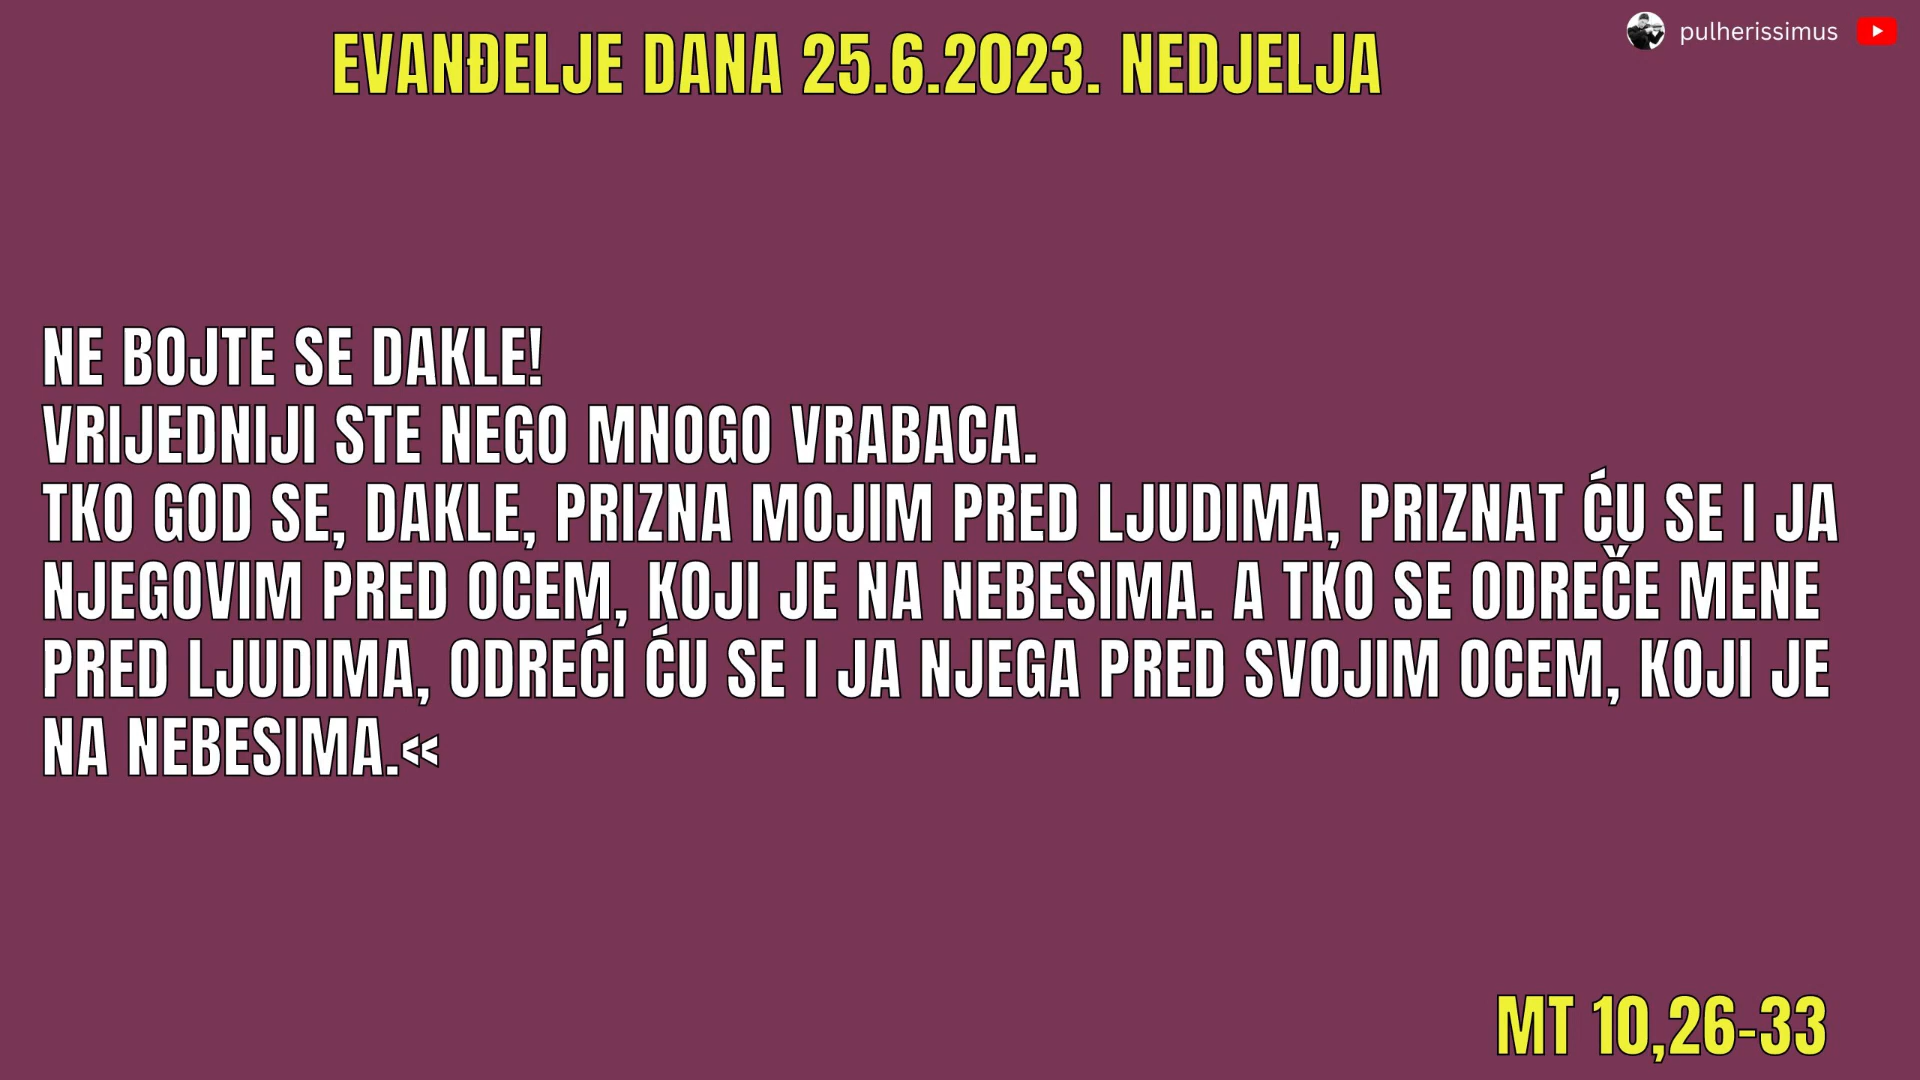 EVANĐELJE DANA 25.6.2023. NEDJELJA
pulherissimus
NE BOJTE SE DAKLE!
VRIJEDNIJI STE NEGO MNOGO VRABACA.
TKO GOD SE, DAKLE, PRIZNA MOJIM PRED LJUDIMA, PRIZNAT ĆU SE I JA
NJEGOVIM PRED OCEM, KOJI JE NA NEBESIMA. A TKO SE ODREČE MENE
PRED LJUDIMA, ODREĆI ĆU SE I JA NJEGA PRED SVOJIM OCEM, KOJI JE
NA NEBESIMA.<<
MT 10,26-33